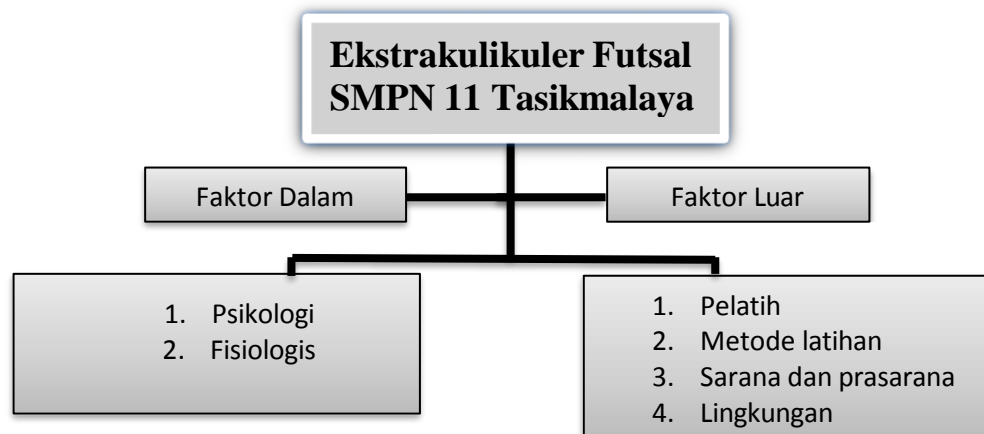 Ekstrakulikuler Futsal
SMPN 11 Tasikmalaya
Faktor Dalam
Faktor Luar
1. Psikologi
2. Fisiologis
1. Pelatih
2. Metode latihan
3. Sarana dan prasarana
4. Lingkungan